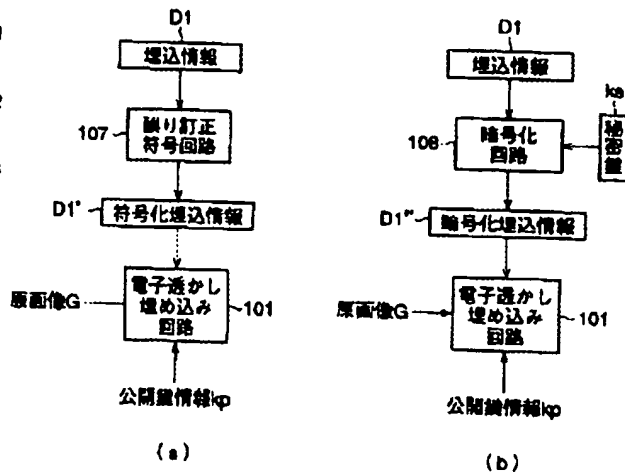 D1
埋込情報
107
誤り訂正
符号回路
D1'
符号化埋込情報
原画像G
電子透かし
埋め込み
回路
101
公開鍵情報kp
(a)
D1
埋込情報
ks
秘密鍵
108
暗号化
回路
D1"
暗号化埋込情報
原画像G
電子透かし
埋め込み
回路
101
公開鍵情報kp
(b)